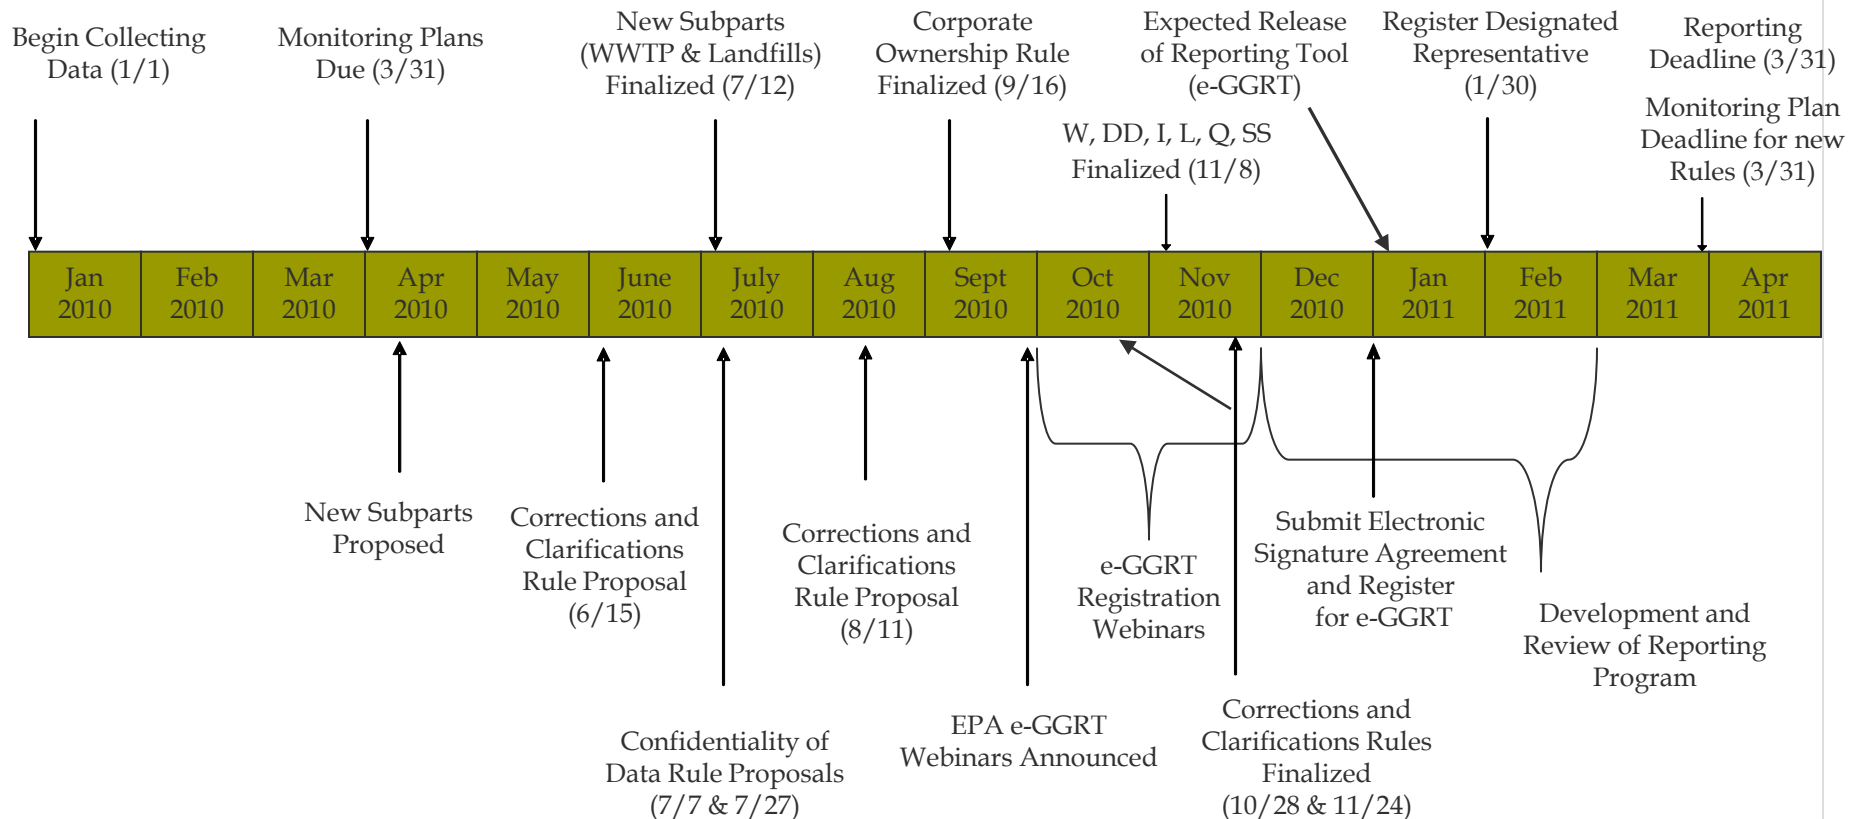 Begin Collecting
Data (1/1)
Monitoring Plans
Due (3/31)
New Subparts
(WWTP & Landfills)
Finalized (7/12)
Corporate
Ownership Rule
Finalized (9/16)
W, DD, I, L, Q, SS
Finalized (11/8)
Expected Release
of Reporting Tool
(e-GGRT)
Register Designated
Representative
(1/30)
Reporting
Deadline (3/31)
Monitoring Plan
Deadline for new
Rules (3/31)
Jan
2010
Feb
2010
Mar
2010
Apr
2010
May
2010
June
2010
July
2010
Aug
2010
Sept
2010
Oct
2010
Nov
2010
Dec
2010
Jan
2011
Feb
2011
Mar
2011
Apr
2011
New Subparts
Proposed
Corrections and
Clarifications
Rule Proposal
(6/15)
Confidentiality of
Data Rule Proposals
(7/7 & 7/27)
Corrections and
Clarifications
Rule Proposal
(8/11)
EPA e-GGRT
Webinars Announced
e-GGRT
Registration
Webinars
Corrections and
Clarifications Rules
Finalized
(10/28 & 11/24)
Submit Electronic
Signature Agreement
and Register
for e-GGRT
Development and
Review of Reporting
Program